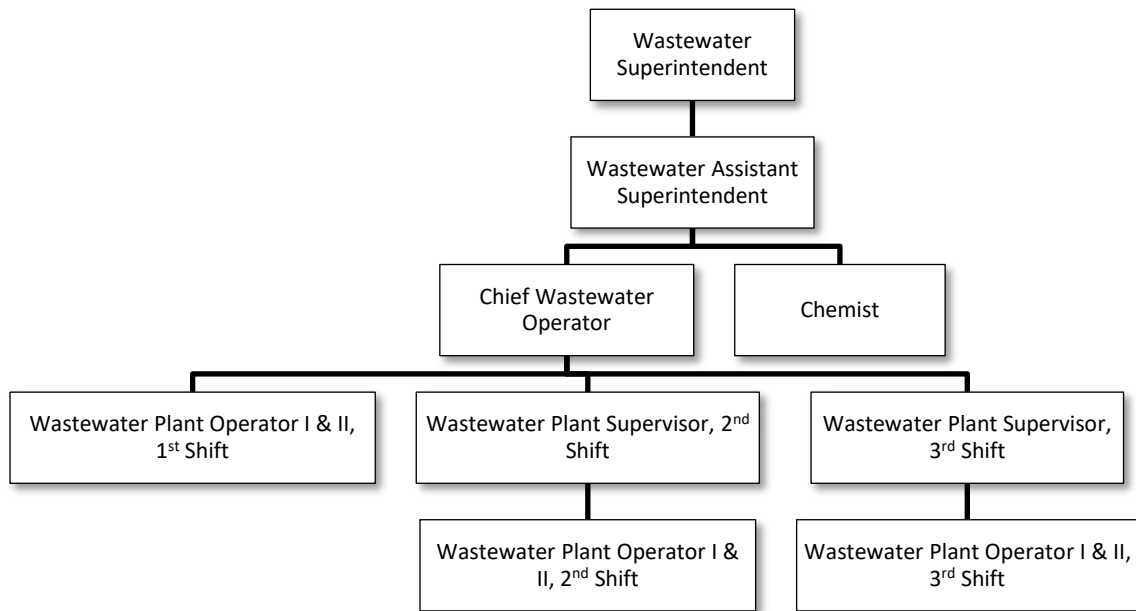 Wastewater
Superintendent
Wastewater Assistant
Superintendent
Chief Wastewater
Operator
Chemist
Wastewater Plant Operator I & II,
1st Shift
Wastewater Plant Supervisor, 2nd
Shift
Wastewater Plant Supervisor,
3rd Shift
Wastewater Plant Operator I &
II, 2nd Shift
Wastewater Plant Operator I & II,
3rd Shift